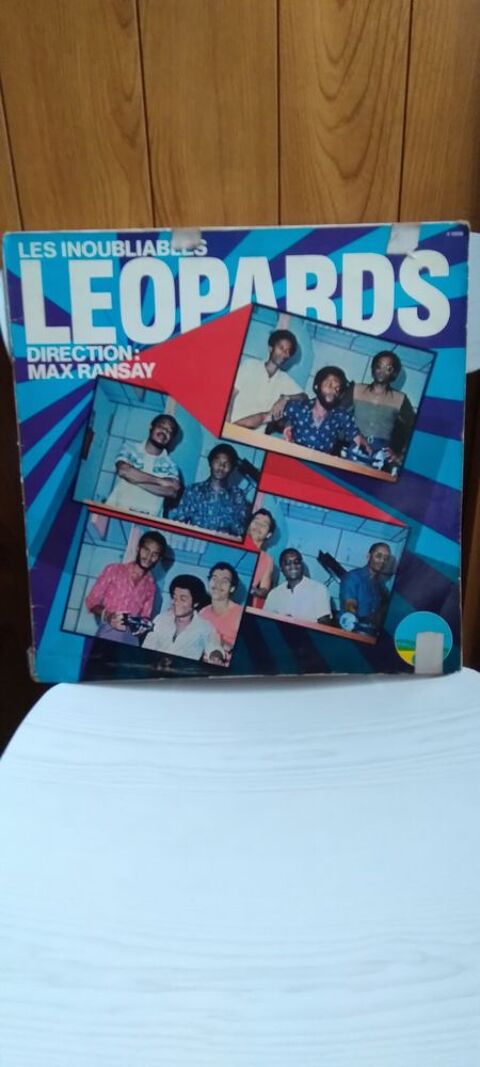 LES INOUBLIABLES
LEOPARDS
DIRECTION:
MAX RANSAY